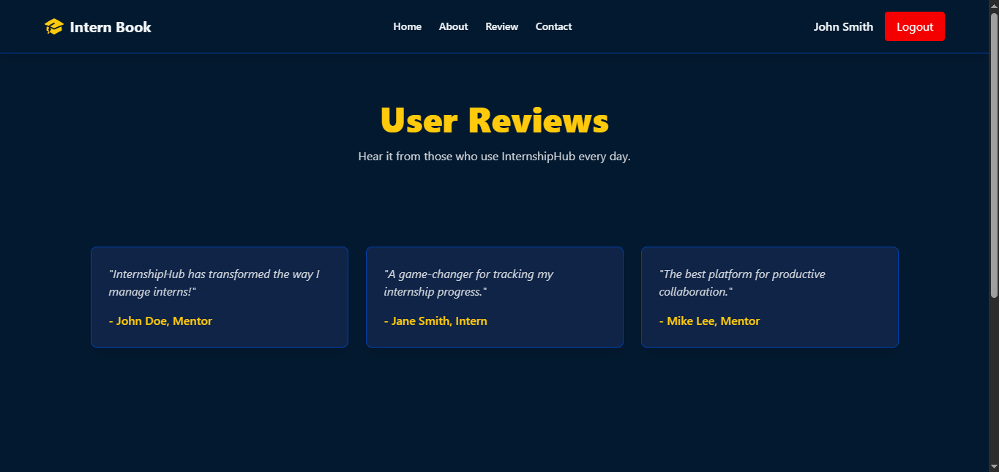 Intern Book
Home
About
Review
Contact
John Smith
Logout
User Reviews
Hear it from those who use InternshipHub every day.
"InternshipHub has transformed the way I
manage interns!"
- John Doe, Mentor
"A game-changer for tracking my
internship progress."
- Jane Smith, Intern
"The best platform for productive
collaboration."
- Mike Lee, Mentor